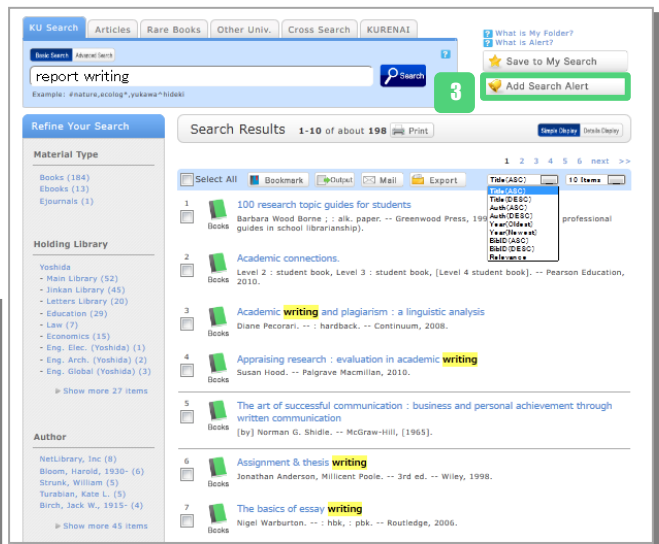 KU Search Articles Rare Books Other Univ. Cross Search KURENAI
What is My Folder?
What is Alert?
Basic Search Advanced Search
report writing
Search
Save to My Search
3
Add Search Alert
Example: #nature,ecolog*,yukawa^hideki
Refine Your Search
Search Results 1-10 of about 198 Print
Simple Display Details Display
1 2 3 4 5 6 next >>
Select All Bookmark Output Mail Export Title(ASC) 10 Items
Title(ASC)
Title(DESC)
Auth(ASC)
Auth(DESC)
Year(Oldest)
Year(Newest)
BibID(ASC)
BibID(DESC)
Relevance
Material Type
Books (184)
Ebooks (13)
Ejournals (1)
Holding Library
Yoshida
- Main Library (52)
- Jinkan Library (45)
- Letters Library (20)
- Education (29)
- Law (7)
- Economics (15)
- Eng. Elec. (Yoshida) (1)
- Eng. Arch. (Yoshida) (2)
- Eng. Global (Yoshida) (3)
Show more 27 items
Author
NetLibrary, Inc (8)
Bloom, Harold, 1930- (6)
Strunk, William (5)
Turabian, Kate L. (5)
Birch, Jack W., 1915- (4)
Show more 45 items
1
Books
100 research topic guides for students
Barbara Wood Borne ; : alk. paper. -- Greenwood Press, 199 professional
guides in school librarianship).
2
Books
Academic connections.
Level 2 : student book, Level 3 : student book, [Level 4 student book]. -- Pearson Education,
2010.
3
Books
Academic writing and plagiarism : a linguistic analysis
Diane Pecorari. -- : hardback. -- Continuum, 2008.
4
Books
Appraising research : evaluation in academic writing
Susan Hood. -- Palgrave Macmillan, 2010.
5
Books
The art of successful communication : business and personal achievement through
written communication
[by] Norman G. Shidle. -- McGraw-Hill, [1965].
6
Books
Assignment & thesis writing
Jonathan Anderson, Millicent Poole. -- 3rd ed. -- Wiley, 1998.
7
Books
The basics of essay writing
Nigel Warburton. -- : hbk, : pbk. -- Routledge, 2006.